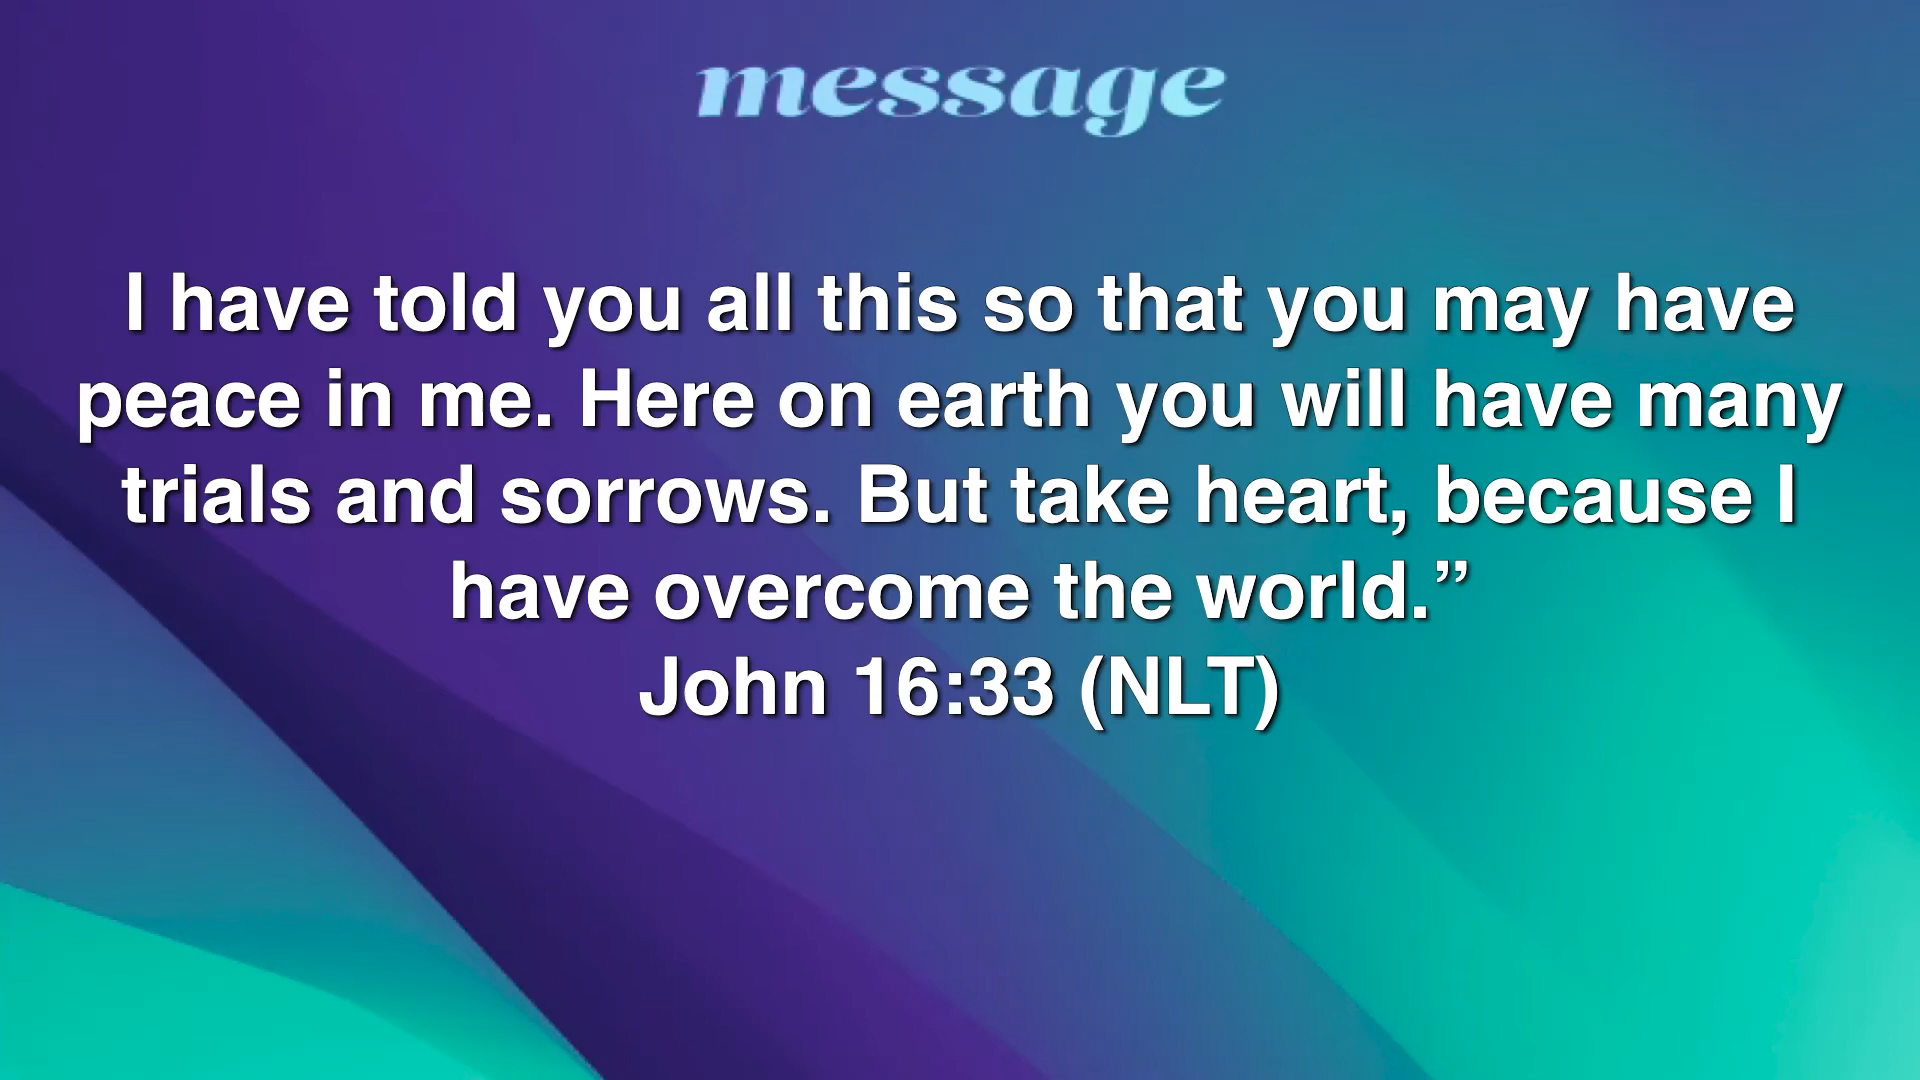 message
I have told you all this so that you may have
peace in me. Here on earth you will have many
trials and sorrows. But take heart, because I
have overcome the world.”
John 16:33 (NLT)